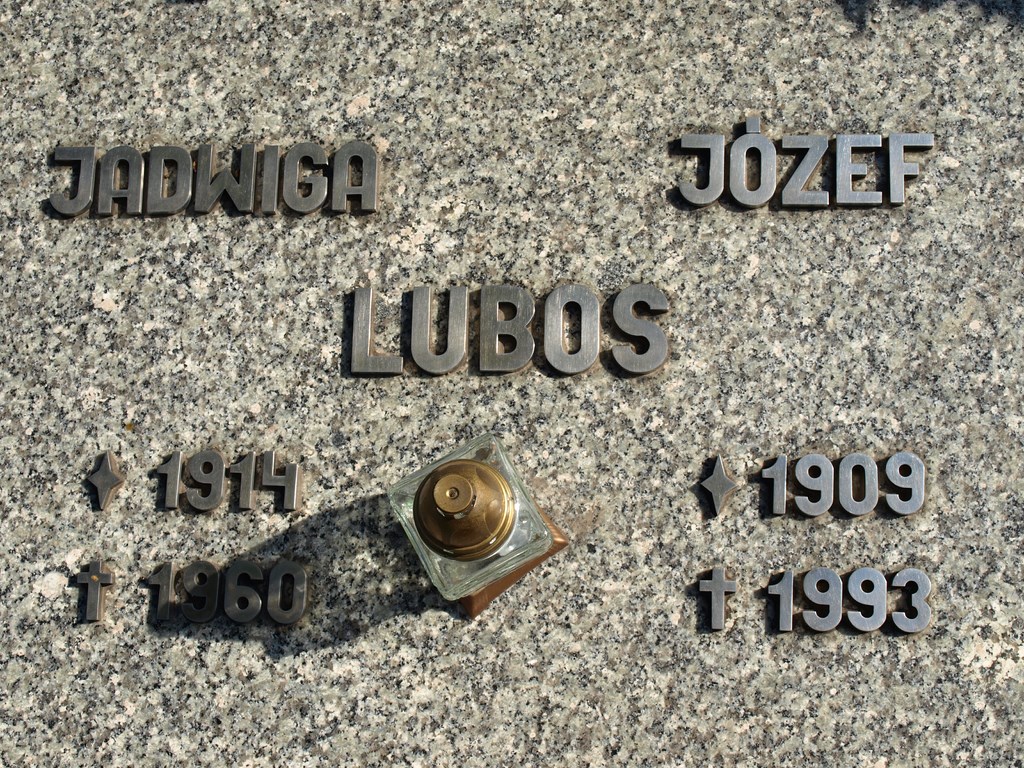 JADWIGA JÓZEF
LUBOS
1914 1909
✝ 1960 ✝ 1993